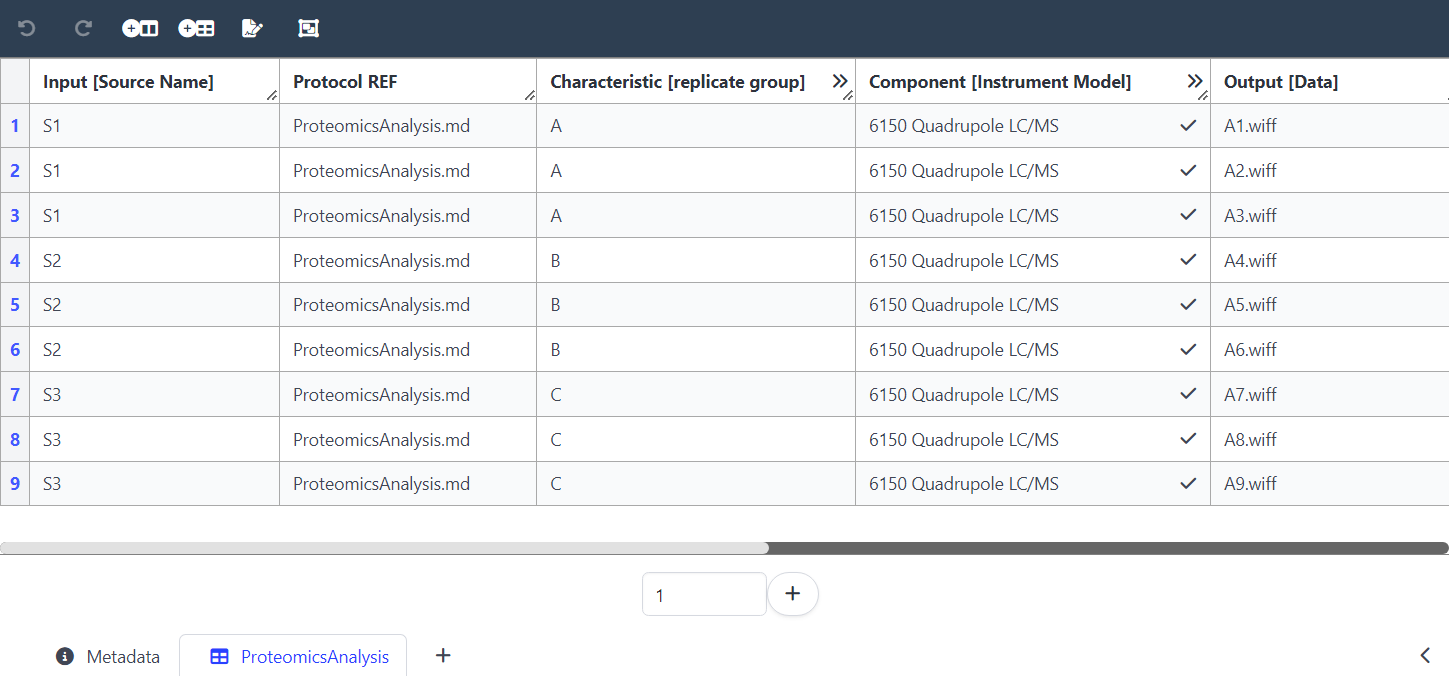 Input [Source Name] Protocol REF Characteristic [replicate group] Component [Instrument Model] Output [Data]
1 S1 ProteomicsAnalysis.md A 6150 Quadrupole LC/MS A1.wiff
2 S1 ProteomicsAnalysis.md A 6150 Quadrupole LC/MS A2.wiff
3 S1 ProteomicsAnalysis.md A 6150 Quadrupole LC/MS A3.wiff
4 S2 ProteomicsAnalysis.md B 6150 Quadrupole LC/MS A4.wiff
5 S2 ProteomicsAnalysis.md B 6150 Quadrupole LC/MS A5.wiff
6 S2 ProteomicsAnalysis.md B 6150 Quadrupole LC/MS A6.wiff
7 S3 ProteomicsAnalysis.md C 6150 Quadrupole LC/MS A7.wiff
8 S3 ProteomicsAnalysis.md C 6150 Quadrupole LC/MS A8.wiff
9 S3 ProteomicsAnalysis.md C 6150 Quadrupole LC/MS A9.wiff
1
Metadata ProteomicsAnalysis